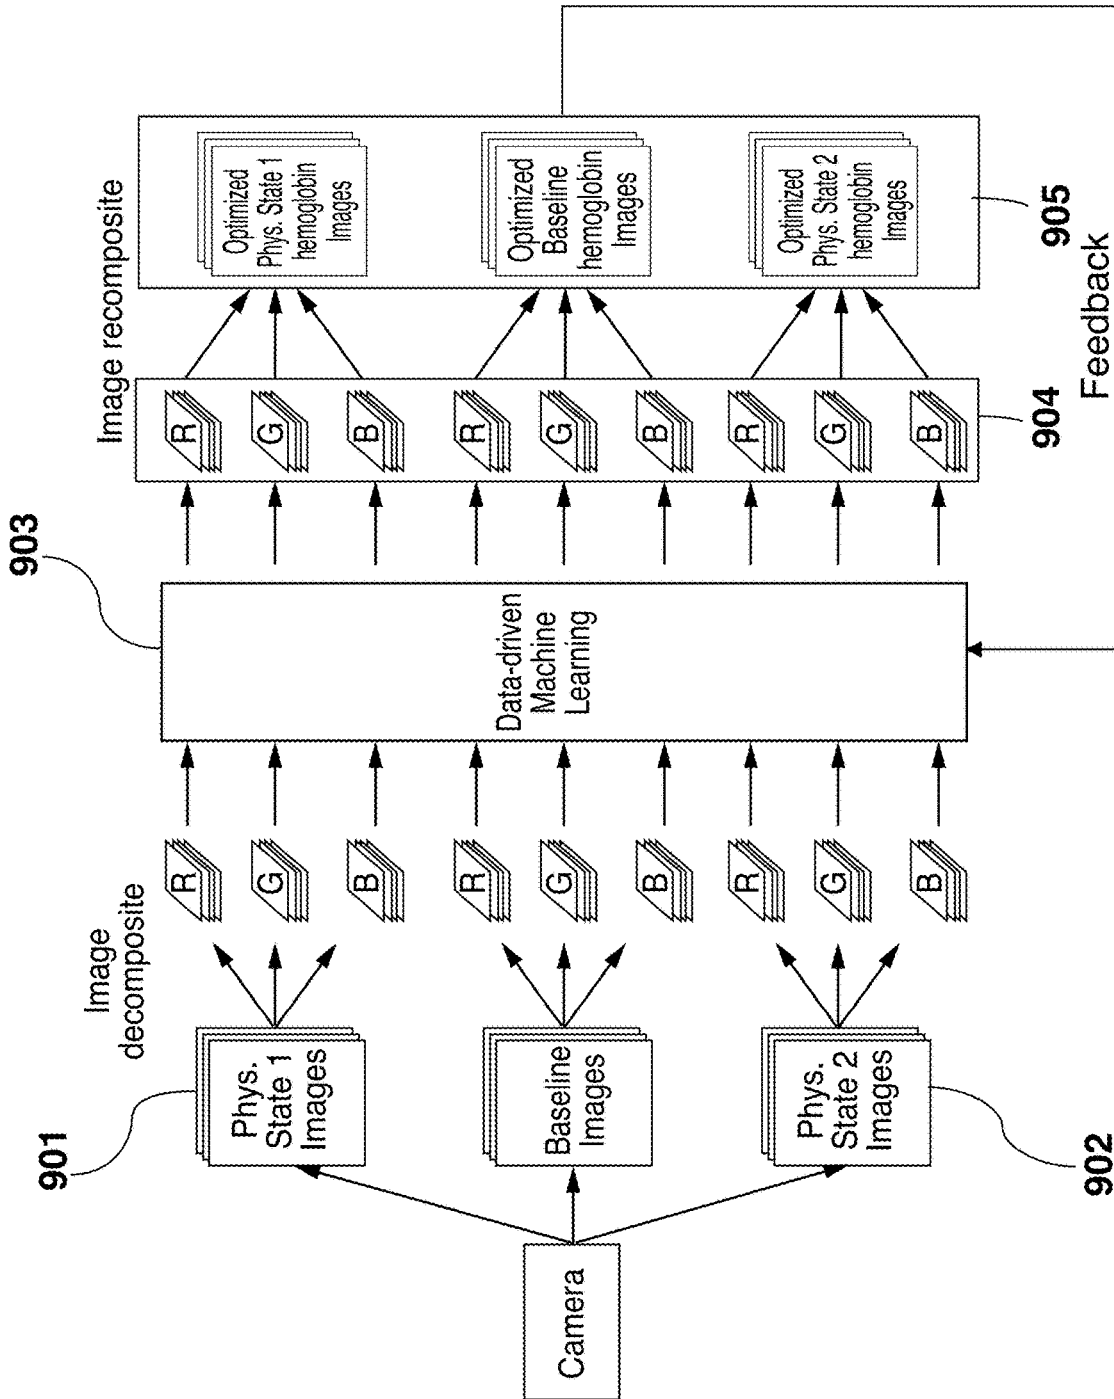 Camera
901
Phys.
State 1
Images
Baseline
Images
Phys.
State 2
Images
902
Image
decomposite
R
G
B
R
G
B
R
G
B
903
Data-driven
Machine
Learning
Image recomposite
R
G
B
R
G
B
R
G
B
904
Optimized
Phys. State 1
hemoglobin
Images
Optimized
Baseline
hemoglobin
Images
Optimized
Phys. State 2
hemoglobin
Images
905
Feedback